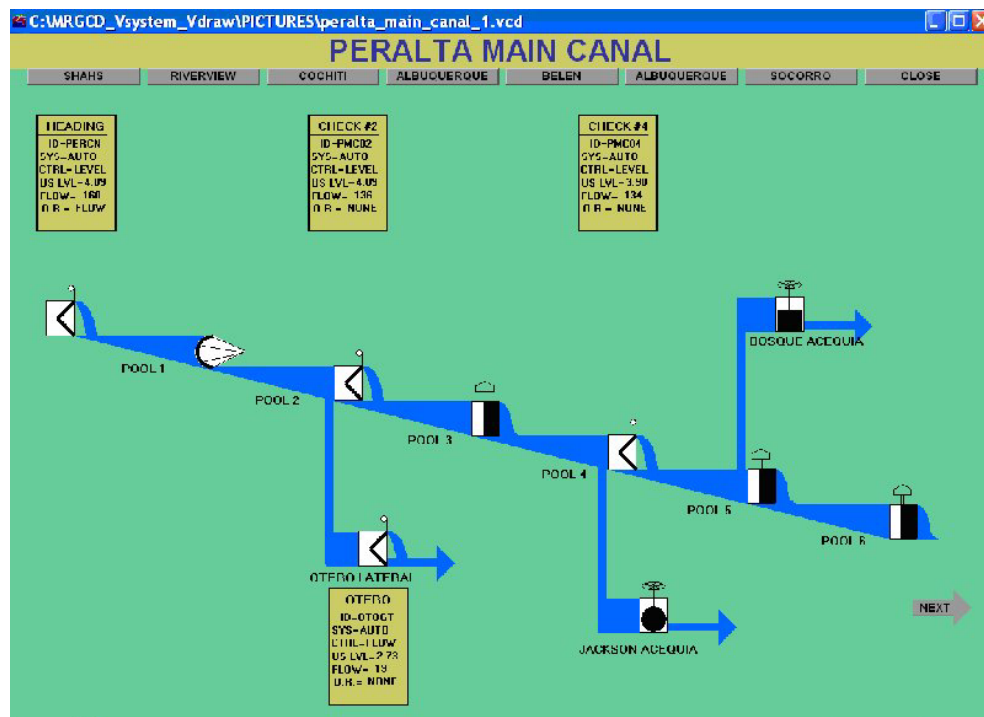 C:\MRGCD_Vsystem_Vdraw\PICTURES\peralta_main_canal_1.vcd
PERALTA MAIN CANAL
SHAHS RIVERVIEW COCHITI ALBUQUERQUE BELEN ALBUQUERQUE SOCORRO CLOSE
HEADING
ID-PERCN
SYS-AUTO
CTRL-LEVEL
US LVL-4.09
FLOW- 160
O.R - FLOW
CHECK #2
ID-PMC02
SYS-AUTO
CTRL-LEVEL
US LVL-4.09
FLOW- 136
O.R - NONE
CHECK #4
ID-PMC04
SYS-AUTO
CTRL-LEVEL
US LVL-3.90
FLOW- 134
O.R - NONE
BOSQUE ACEQUIA
POOL 1
POOL 2
POOL 3
POOL 4
POOL 5
POOL 6
OTERO LATERAL
OTERO
ID-OTOGT
SYS-AUTO
CTRL-FLOW
US LVL-2.73
FLOW- 19
O.R.- NONE
JACKSON ACEQUIA
NEXT